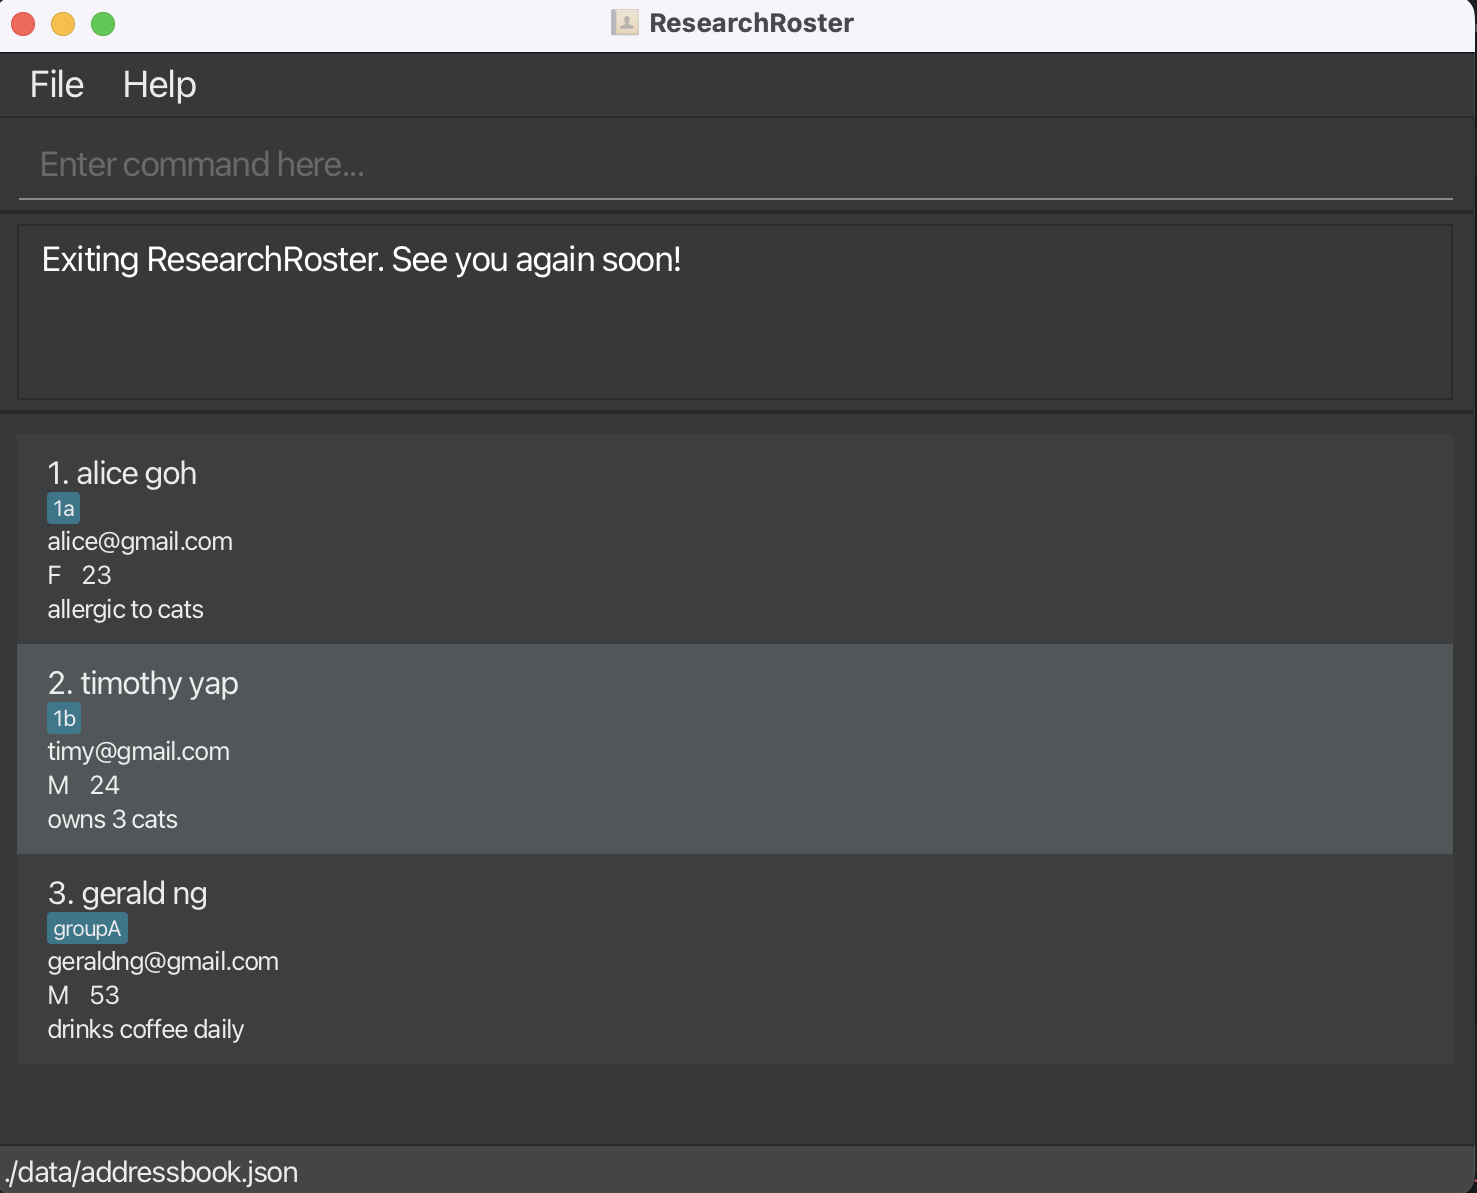 ResearchRoster
File Help
Enter command here...
Exiting ResearchRoster. See you again soon!
1. alice goh
1a
alice@gmail.com
F 23
allergic to cats
2. timothy yap
1b
timy@gmail.com
M 24
owns 3 cats
3. gerald ng
groupA
geraldng@gmail.com
M 53
drinks coffee daily
./data/addressbook.json